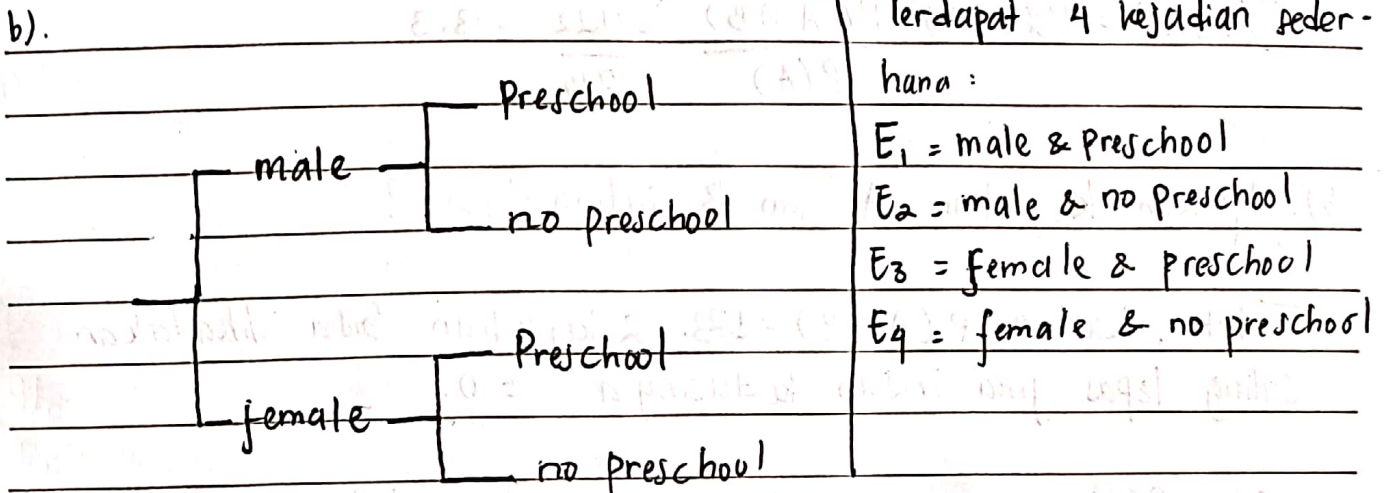 b).
Preschool
male
no preschool
Preschool
female
no preschool
Terdapat 4 kejadian seder-
hana :
E1 = male & Preschool
E2 = male & no preschool
E3 = female & preschool
E4 = female & no preschool